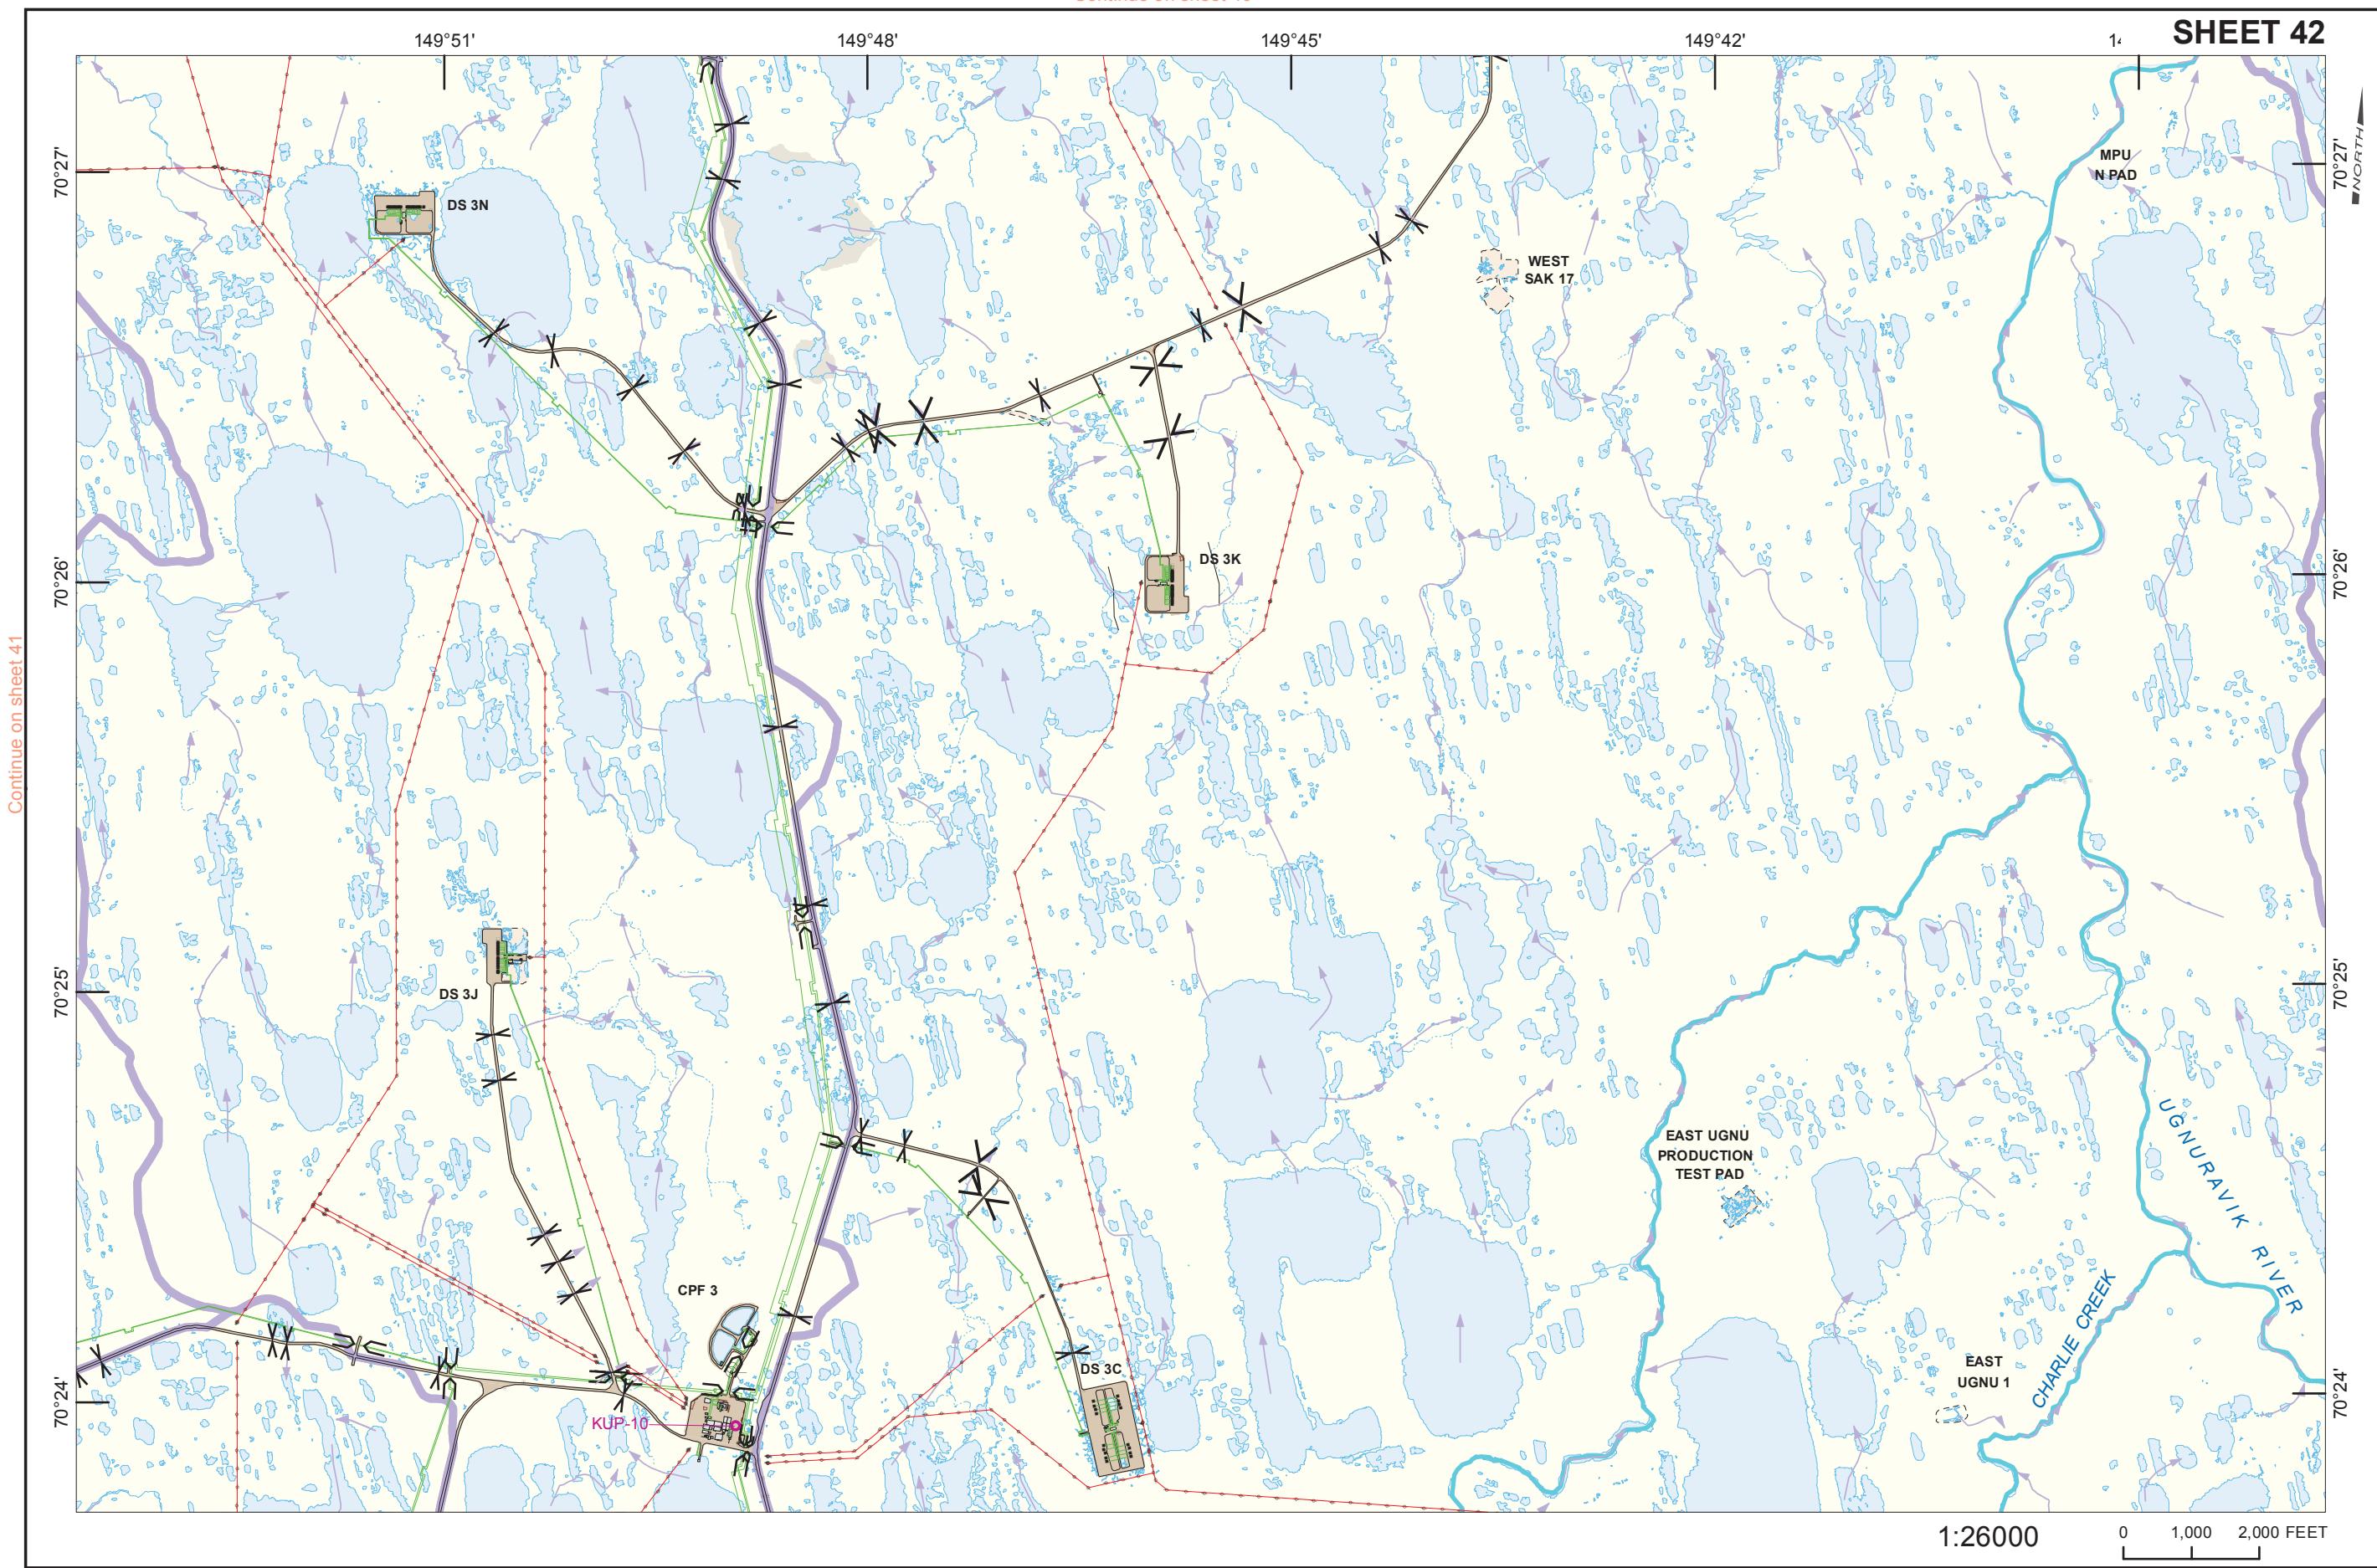 SHEET 42
149°51'
149°48'
149°45'
149°42'
70°27'
70°27'
NORTH
MPU
N PAD
DS 3N
WEST
SAK 17
70°26'
70°26'
DS 3K
Continue on sheet 41
70°25'
70°25'
DS 3J
EAST UGNU
PRODUCTION
TEST PAD
UGNURAVIK RIVER
CPF 3
CHARLIE CREEK
DS 3C
EAST
UGNU 1
70°24'
70°24'
KUP-10
1:26000
0 1,000 2,000 FEET